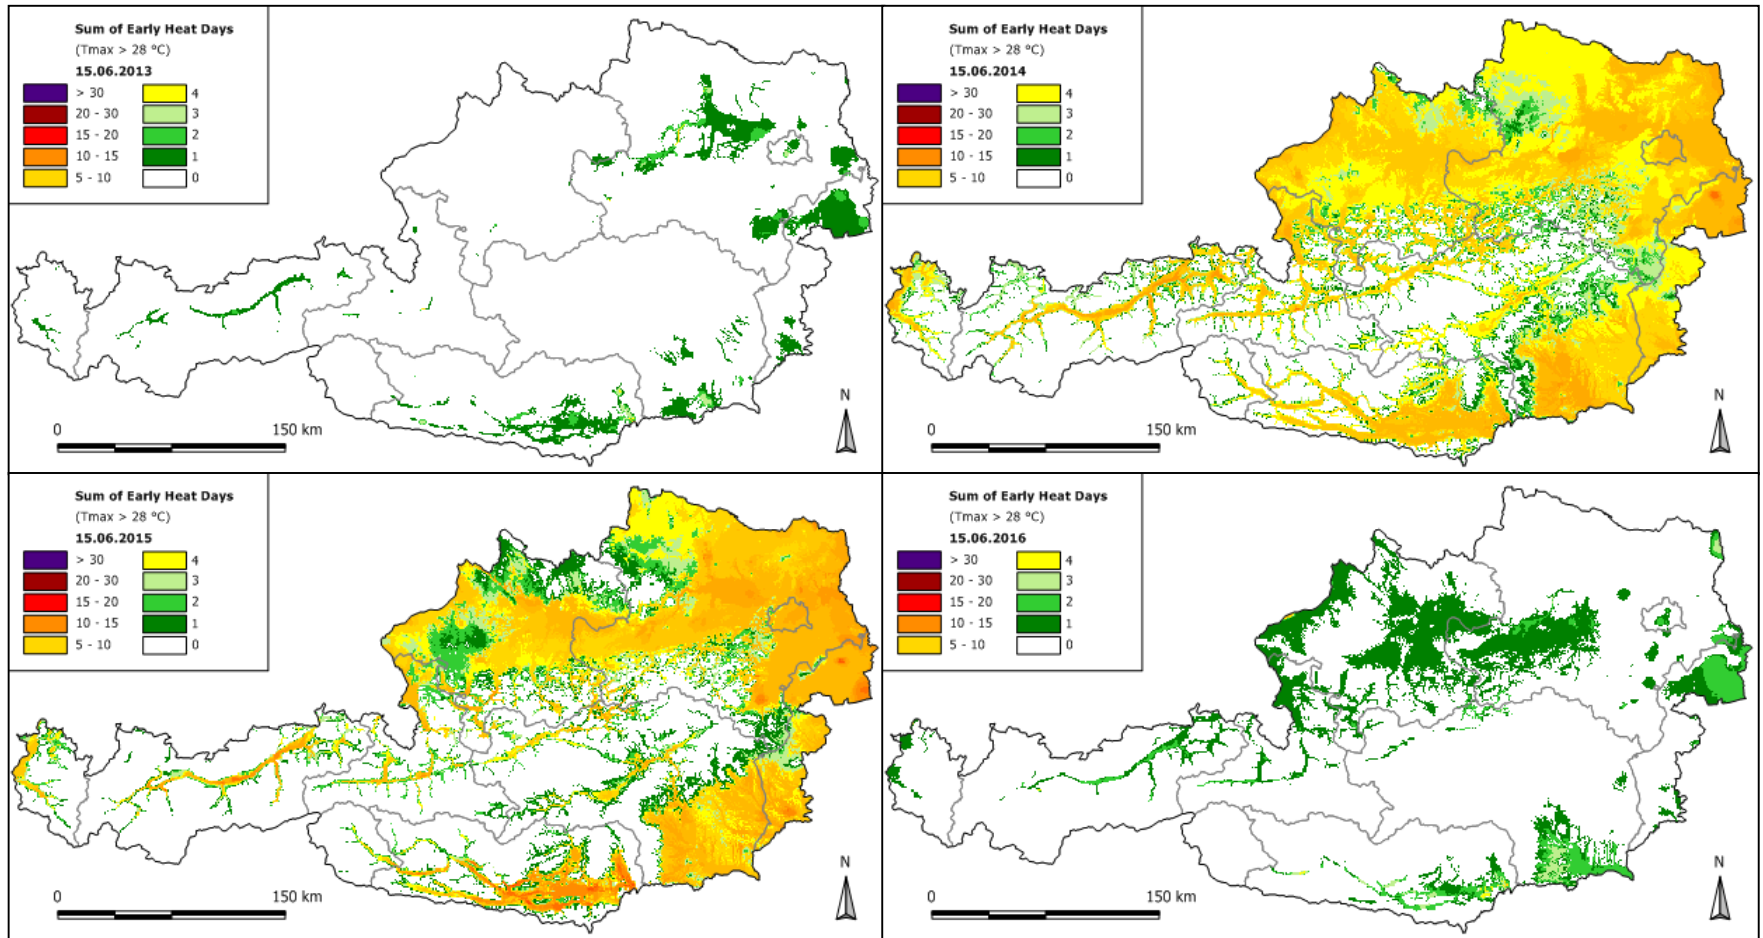 Sum of Early Heat Days
(Tmax > 28 °C)
15.06.2013
> 30 4
20 - 30 3
15 - 20 2
10 - 15 1
5 - 10 0
N
0 150 km
Sum of Early Heat Days
(Tmax > 28 °C)
15.06.2014
> 30 4
20 - 30 3
15 - 20 2
10 - 15 1
5 - 10 0
N
0 150 km
Sum of Early Heat Days
(Tmax > 28 °C)
15.06.2015
> 30 4
20 - 30 3
15 - 20 2
10 - 15 1
5 - 10 0
N
0 150 km
Sum of Early Heat Days
(Tmax > 28 °C)
15.06.2016
> 30 4
20 - 30 3
15 - 20 2
10 - 15 1
5 - 10 0
N
0 150 km